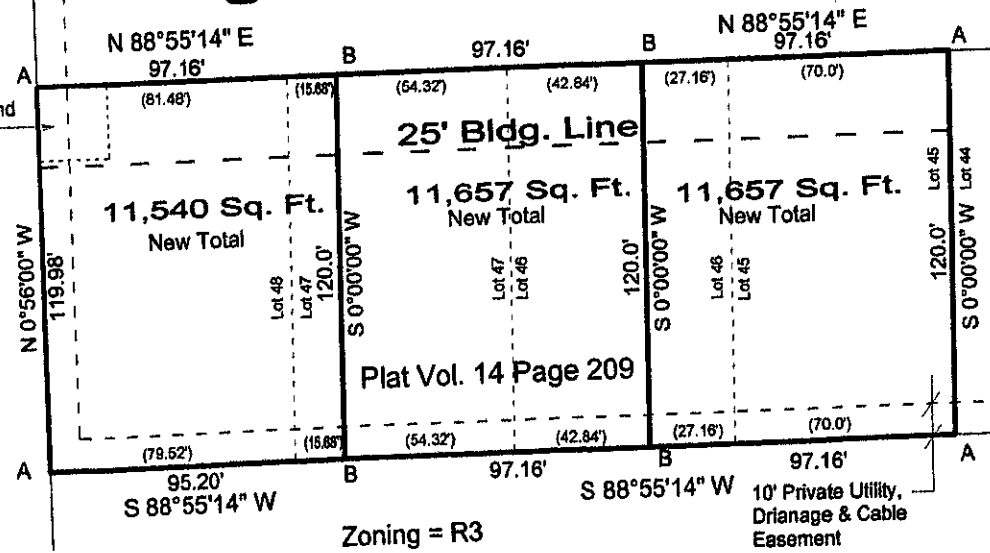 N 88°55'14" E
N 88°55'14" E
A
97.16'
B
97.16'
B
97.16'
A
(81.48')
(15.68')
(54.32')
(42.84')
(27.16')
(70.0')
nd
25' Bldg. Line
11,540 Sq. Ft.
New Total
11,657 Sq. Ft.
New Total
11,657 Sq. Ft.
New Total
N 0°56'00" W
119.98'
Lot 48
Lot 47
120.0'
S 0°00'00" W
Lot 47
Lot 46
120.0'
S 0°00'00" W
Lot 46
Lot 45
Lot 45
120.0'
Lot 44
S 0°00'00" W
Plat Vol. 14 Page 209
(79.52')
(15.68')
(54.32')
(42.84')
(27.16')
(70.0')
A
95.20'
B
97.16'
B
97.16'
A
S 88°55'14" W
S 88°55'14" W
10' Private Utility,
Drianage & Cable
Easement
Zoning = R3